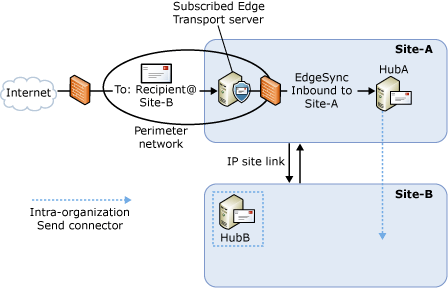 Subscribed Edge
Transport server
Site-A
HubA
Internet
To: Recipient@
Site-B
EdgeSync
Inbound to
Site-A
Perimeter
network
IP site link
Site-B
Intra-organization
Send connector
HubB